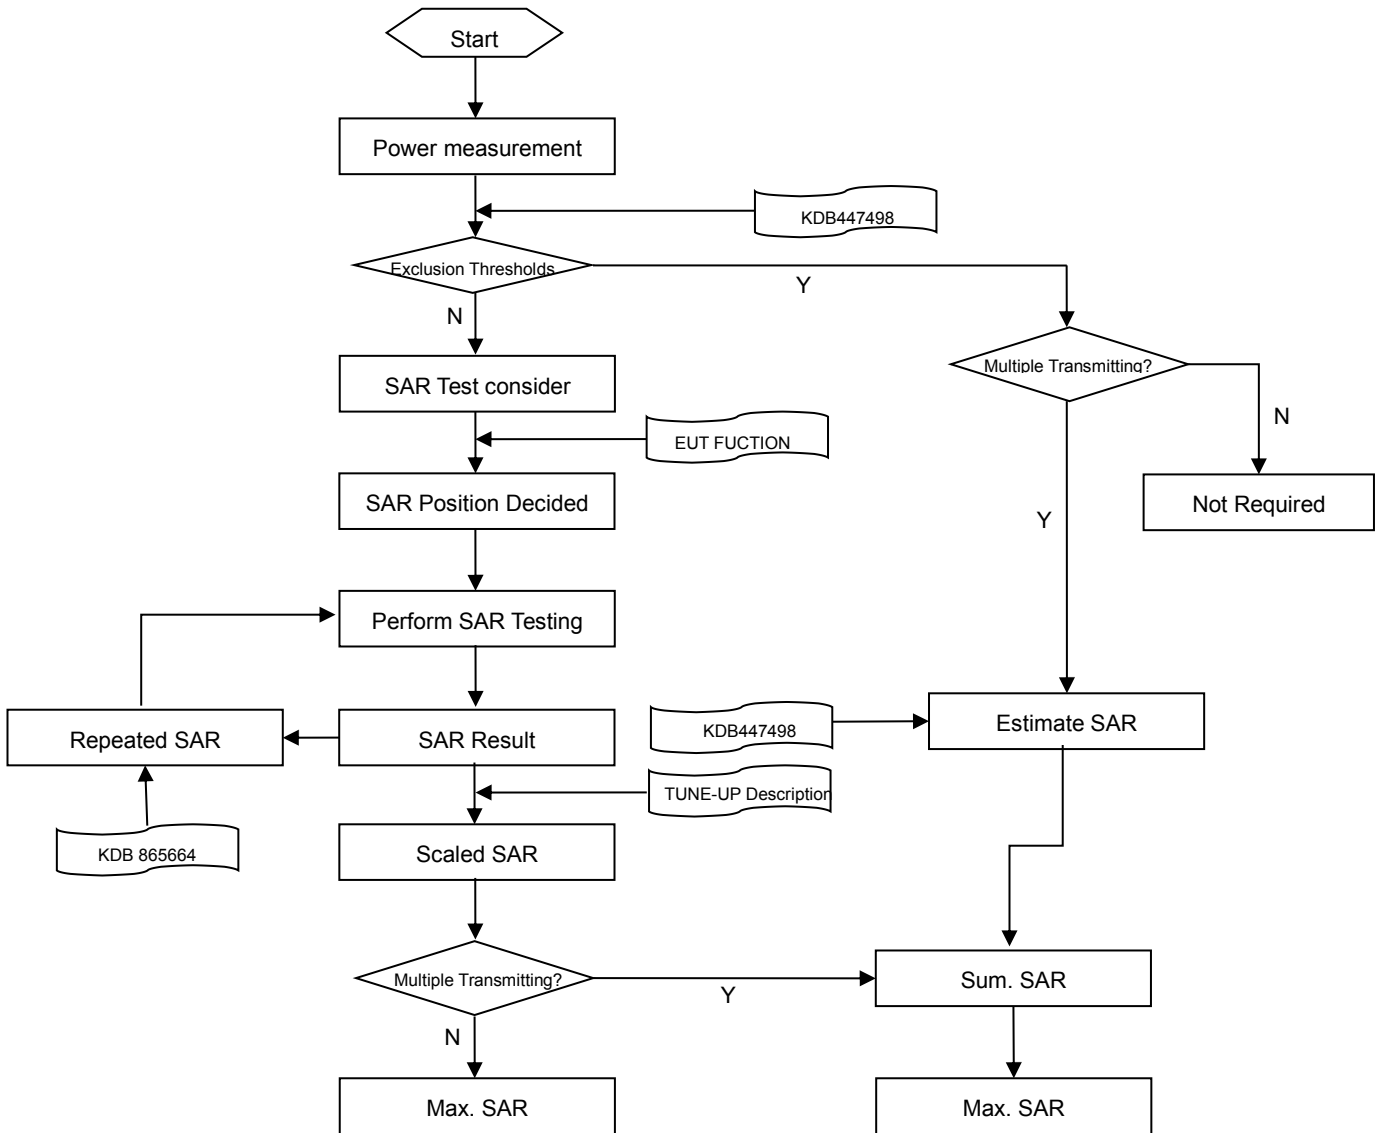 Start
Power measurement
KDB447498
Exclusion Thresholds
Y
N
Multiple Transmitting?
SAR Test consider
N
EUT FUCTION
SAR Position Decided
Not Required
Y
Perform SAR Testing
Repeated SAR
SAR Result
KDB447498
Estimate SAR
TUNE-UP Description
KDB 865664
Scaled SAR
Multiple Transmitting?
Y
Sum. SAR
N
Max. SAR
Max. SAR